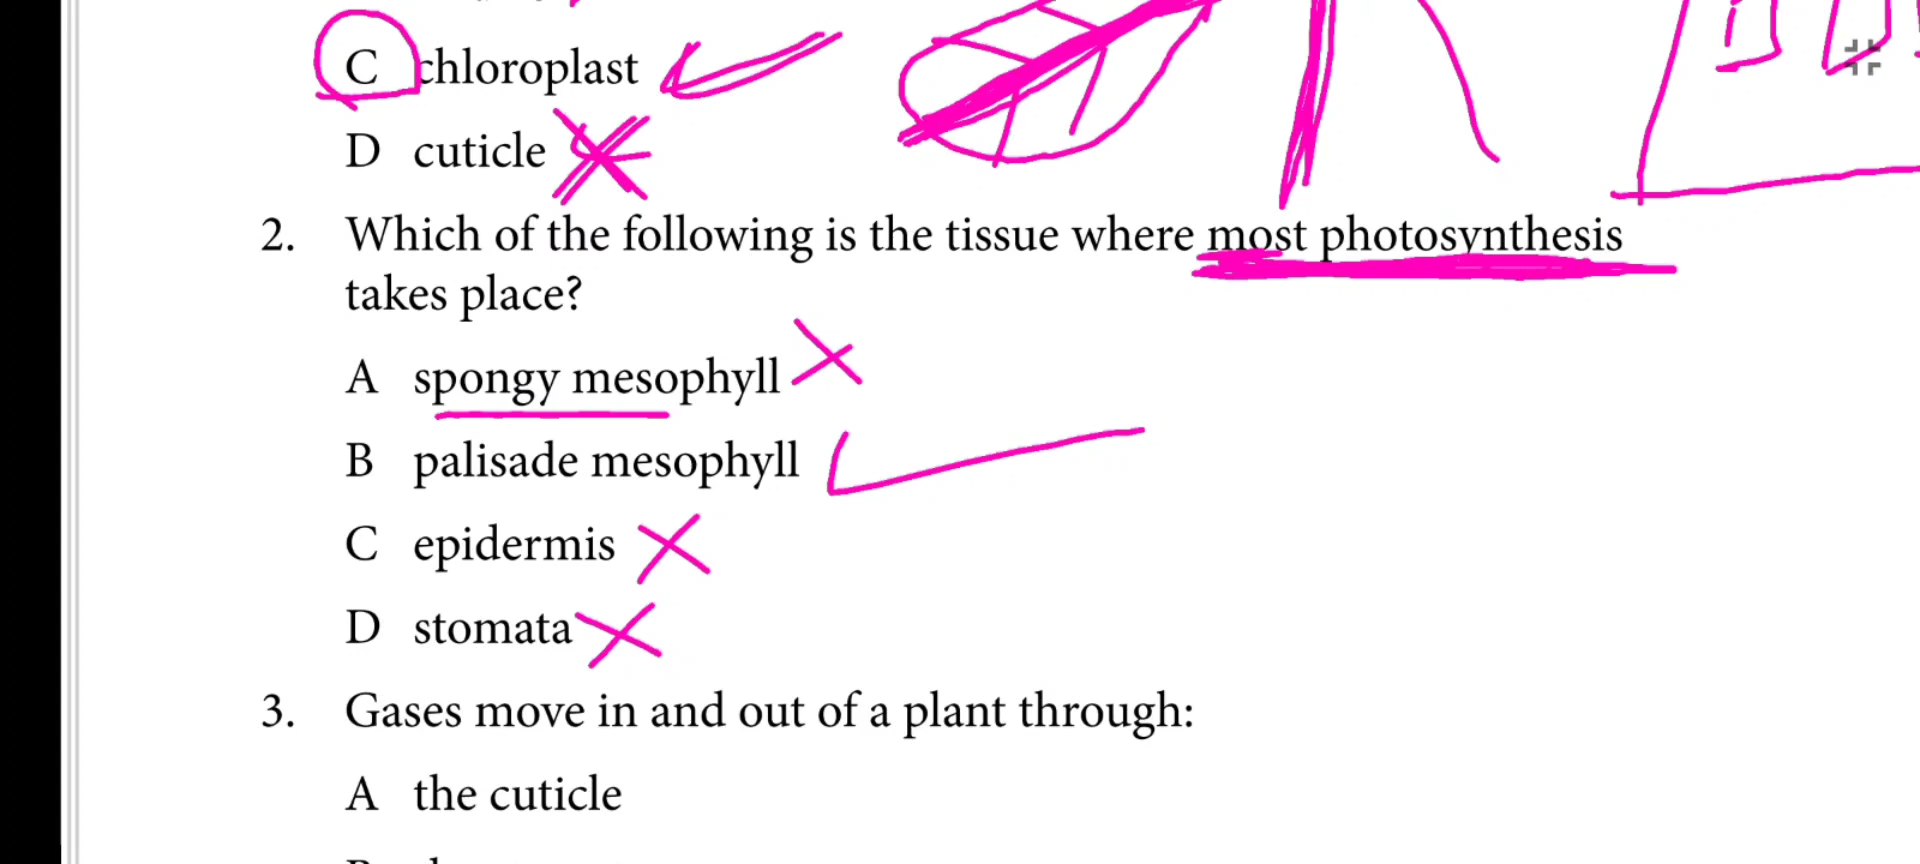 C chloroplast
D cuticle
2. Which of the following is the tissue where most photosynthesis
takes place?
A spongy mesophyll
B palisade mesophyll
C epidermis
D stomata
3. Gases move in and out of a plant through:
A the cuticle